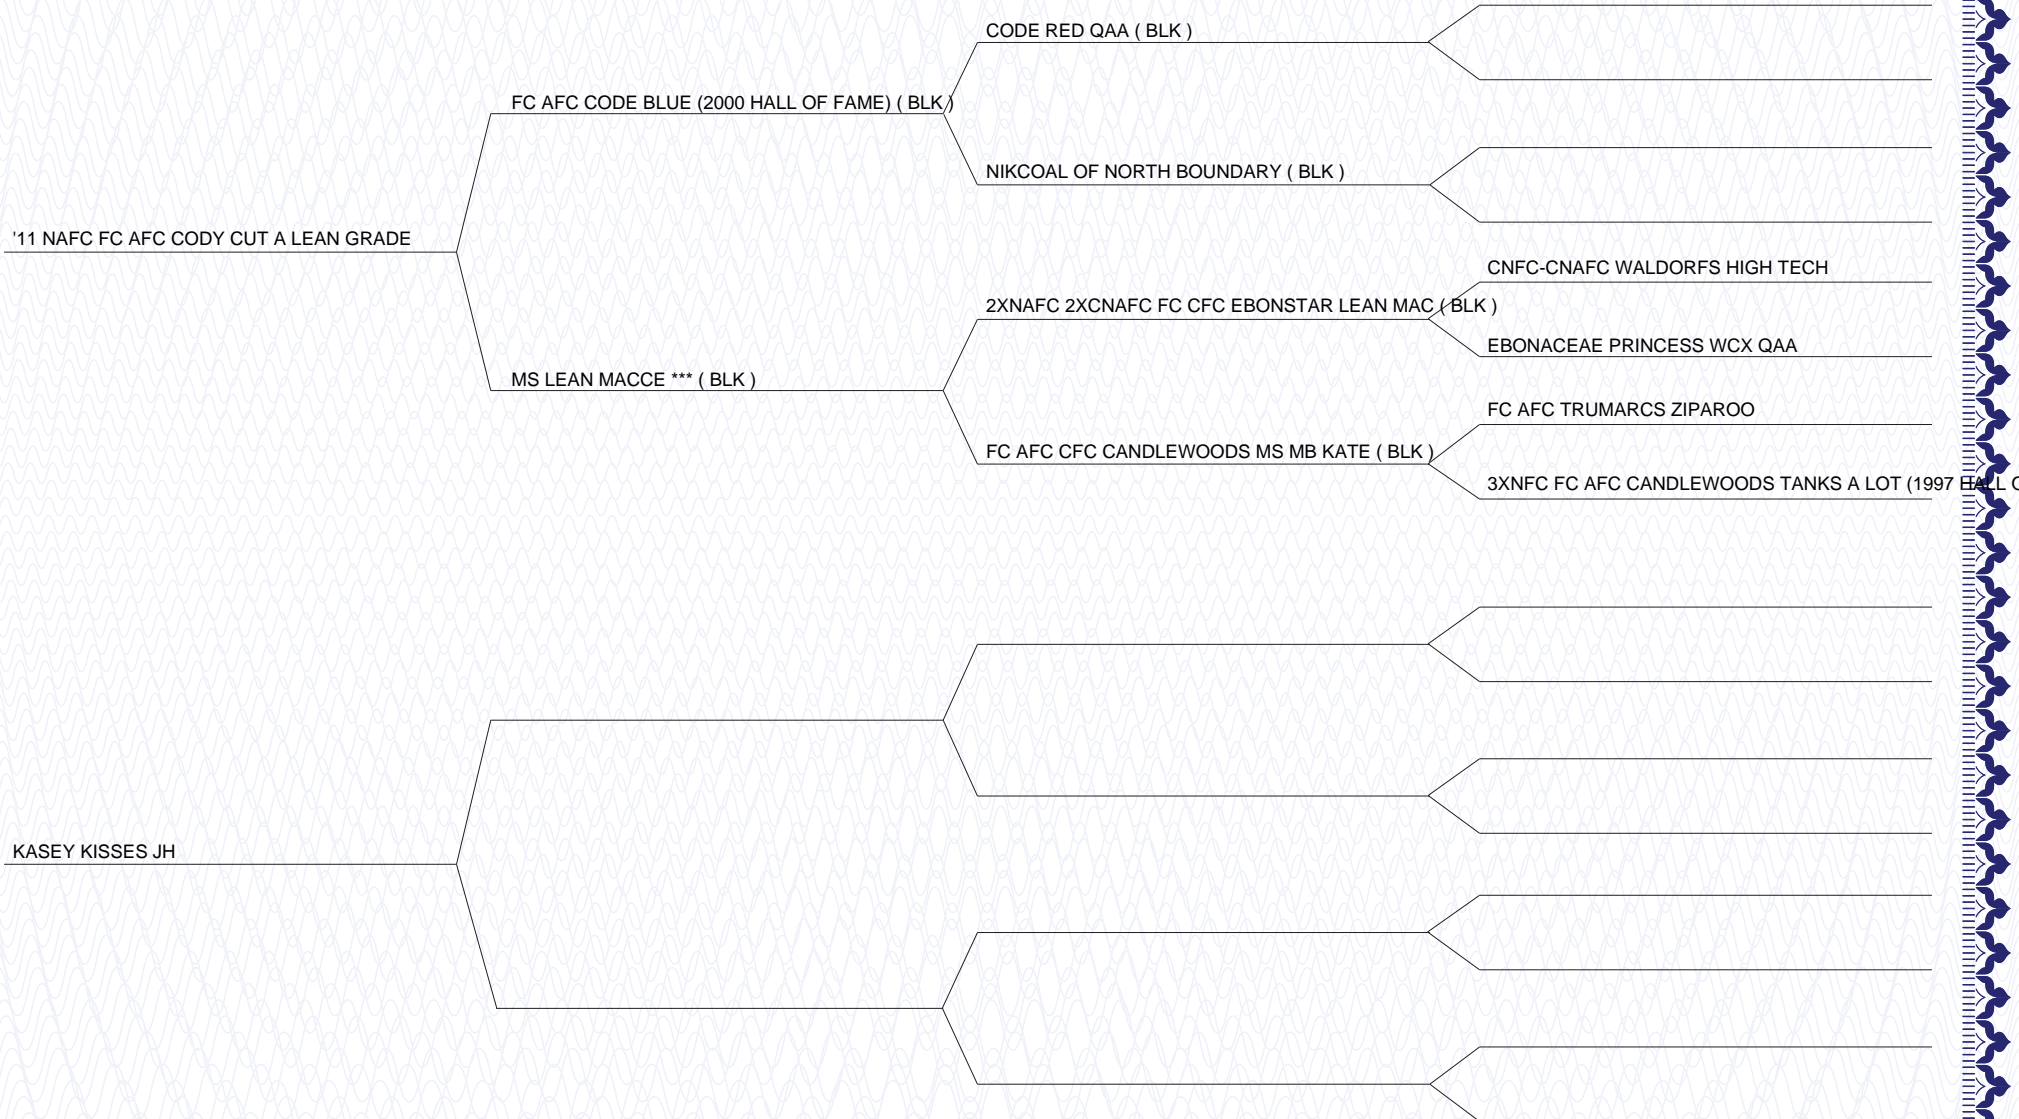 CODE RED QAA ( BLK )
FC AFC CODE BLUE (2000 HALL OF FAME) ( BLK )
NIKCOAL OF NORTH BOUNDARY ( BLK )
'11 NAFC FC AFC CODY CUT A LEAN GRADE
CNFC-CNAFC WALDORFS HIGH TECH
2XNAFC 2XCNAFC FC CFC EBONSTAR LEAN MAC ( BLK )
EBONACEAE PRINCESS WCX QAA
MS LEAN MACCE *** ( BLK )
FC AFC TRUMARCS ZIPAROO
FC AFC CFC CANDLEWOODS MS MB KATE ( BLK )
3XNFC FC AFC CANDLEWOODS TANKS A LOT (1997 HALL
KASEY KISSES JH